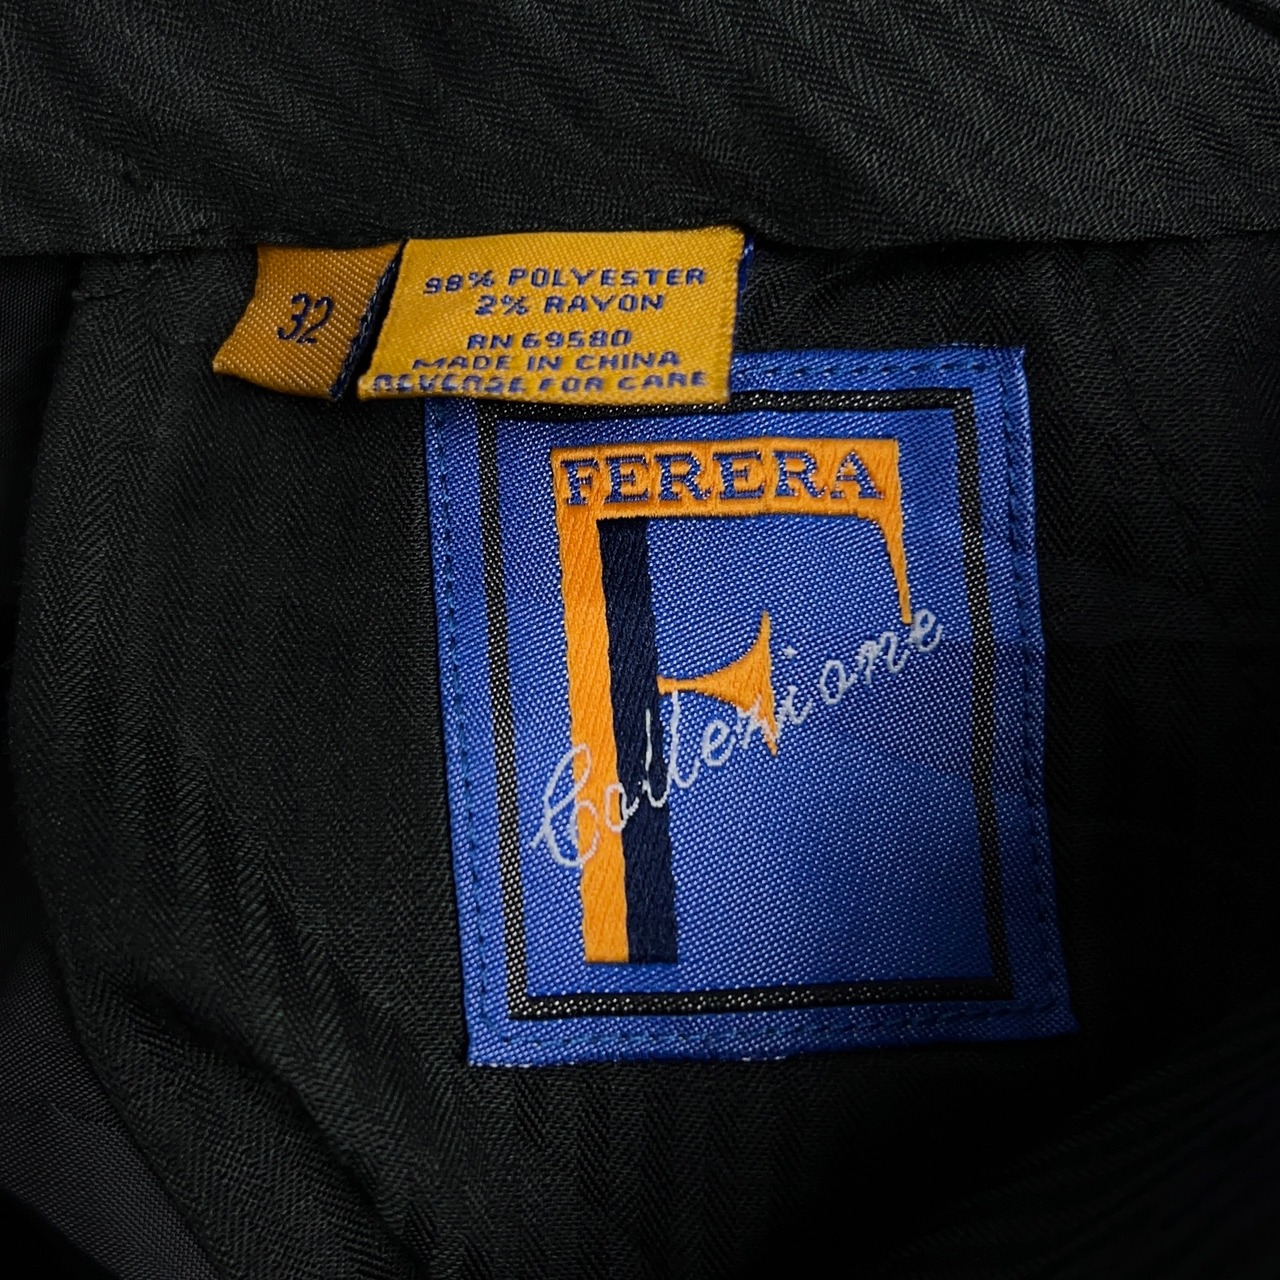 32
98% POLYESTER
2% RAYON
RN 69580
MADE IN CHINA
REVERSE FOR CARE
FERERA
Collezione